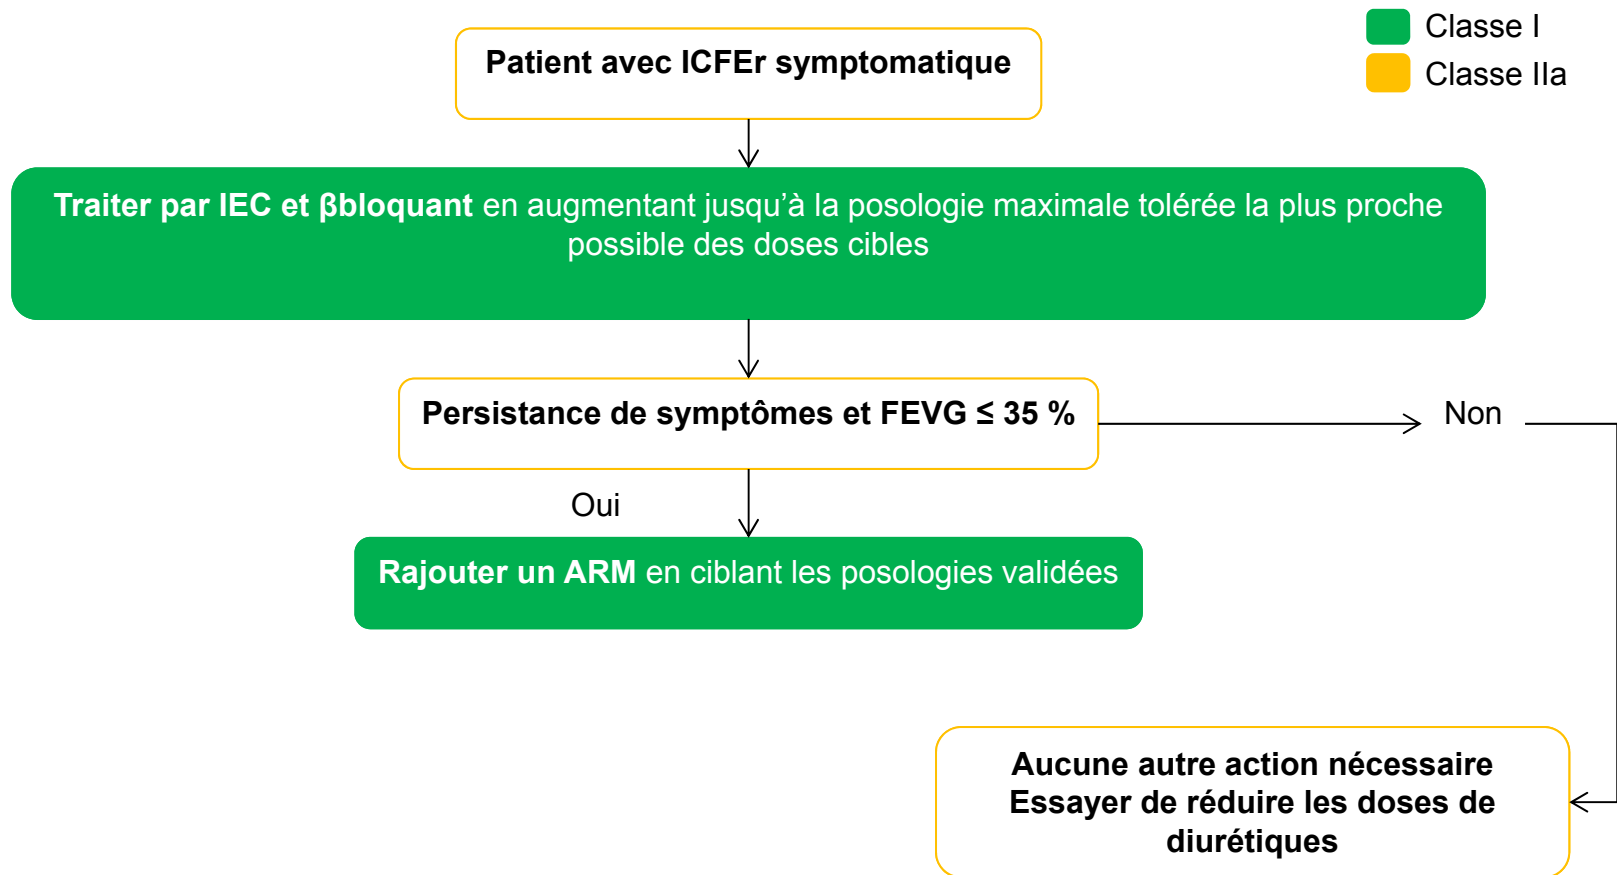 Classe I
Classe IIa
Patient avec ICFEr symptomatique
Traiter par IEC et βbloquant en augmentant jusqu’à la posologie maximale tolérée la plus proche
possible des doses cibles
Persistance de symptômes et FEVG ≤ 35 %
Non
Oui
Rajouter un ARM en ciblant les posologies validées
Aucune autre action nécessaire
Essayer de réduire les doses de
diurétiques